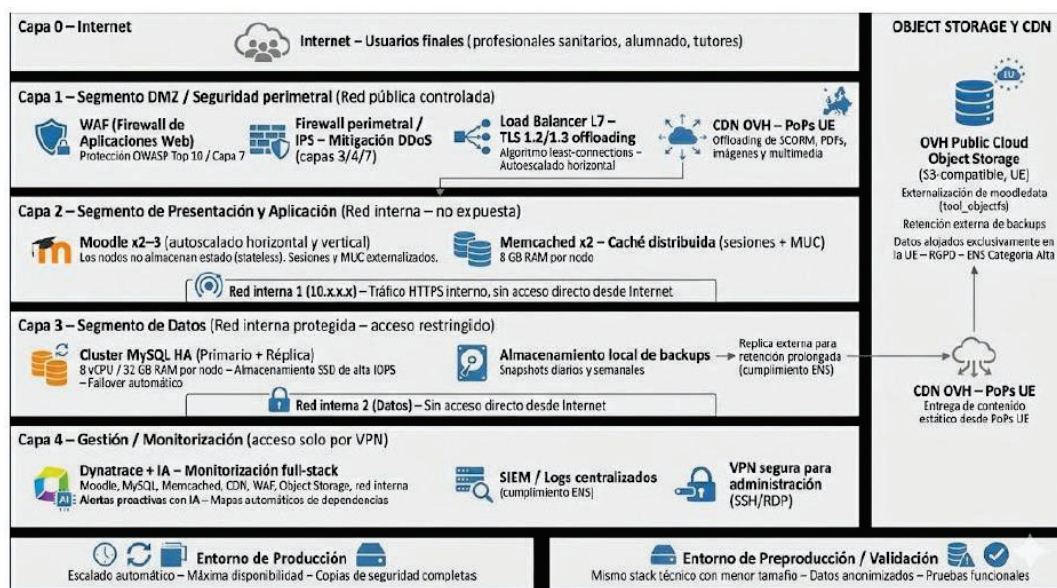 Capa 0 – Internet
Internet – Usuarios finales (profesionales sanitarios, alumnado, tutores)
Capa 1 – Segmento DMZ / Seguridad perimetral (Red pública controlada)
WAF (Firewall de
Aplicaciones Web)
Protección OWASP Top 10 / Capa 7
Firewall perimetral /
IPS – Mitigación DDoS
(capas 3/4/7)
Load Balancer L7 –
TLS 1.2/1.3 offloading
Algoritmo least-connections –
Autoescalado horizontal
CDN OVH – PoPs UE
Offloading de SCORM, PDFs,
imágenes y multimedia
Capa 2 – Segmento de Presentación y Aplicación (Red interna – no expuesta)
Moodle x2–3 (autoscalado horizontal y vertical)
Los nodos no almacenan estado (stateless). Sesiones y MUC externalizados.
Memcached x2 – Caché distribuida (sesiones + MUC)
8 GB RAM por nodo
Red interna 1 (10.x.x.x) – Tráfico HTTPS interno, sin acceso directo desde Internet
Capa 3 – Segmento de Datos (Red interna protegida – acceso restringido)
Cluster MySQL HA (Primario + Réplica)
8 vCPU / 32 GB RAM por nodo – Almacenamiento SSD de alta IOPS
– Failover automático
Almacenamiento local de backups
Snapshots diarios y semanales
Replica externa para
retención prolongada
(cumplimiento ENS)
Red interna 2 (Datos) – Sin acceso directo desde Internet
Capa 4 – Gestión / Monitorización (acceso solo por VPN)
AI
Dynatrace + IA – Monitorización full-stack
Moodle, MySQL, Memcached, CDN, WAF, Object Storage, red interna
Alertas proactivas con IA – Mapas automáticos de dependencias
SIEM / Logs centralizados
(cumplimiento ENS)
VPN segura para
administración
(SSH/RDP)
OBJECT STORAGE Y CDN
EU
OVH Public Cloud
Object Storage
(S3-compatible, UE)
Externalización de moodledata
(tool_objectfs)
Retención externa de backups
Datos alojados exclusivamente en
la UE – RGPD – ENS Categoría Alta
CDN OVH – PoPs UE
Entrega de contenido
estático desde PoPs UE
Entorno de Producción
Escalado automático – Máxima disponibilidad – Copias de seguridad completas
Entorno de Preproducción / Validación
Mismo stack técnico con menor tamaño – Datos anonimizados – Pruebas funcionales